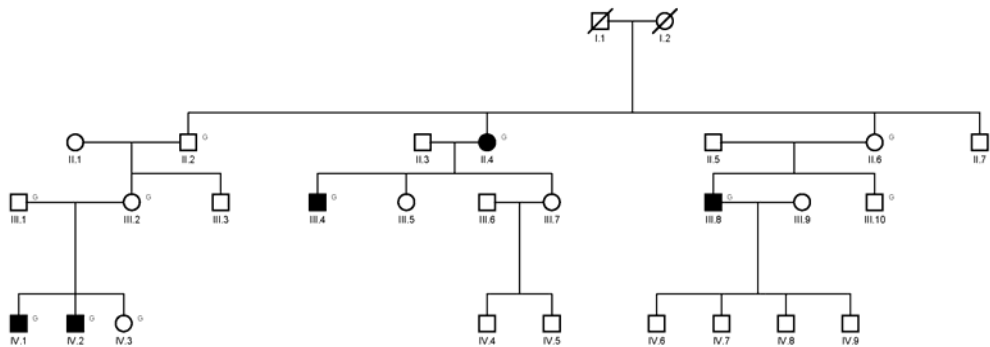 I.1 I.2
G G G
II.1 II.2 II.3 II.4 II.5 II.6 II.7
G G G G G
III.1 III.2 III.3 III.4 III.5 III.6 III.7 III.8 III.9 III.10
G G G
IV.1 IV.2 IV.3 IV.4 IV.5 IV.6 IV.7 IV.8 IV.9